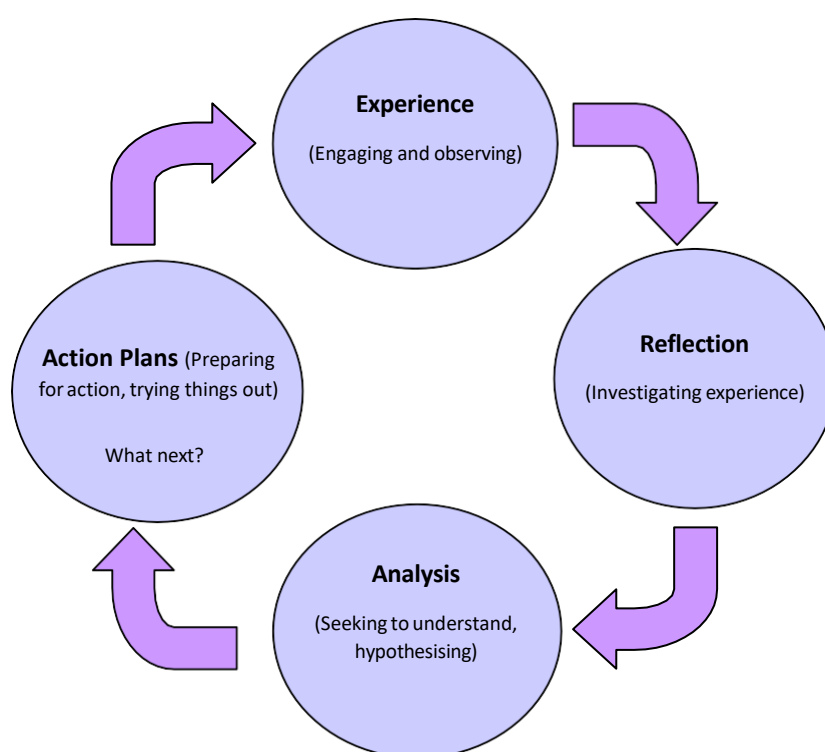 Experience
(Engaging and observing)
Reflection
(Investigating experience)
Analysis
(Seeking to understand,
hypothesising)
Action Plans (Preparing
for action, trying things out)
What next?